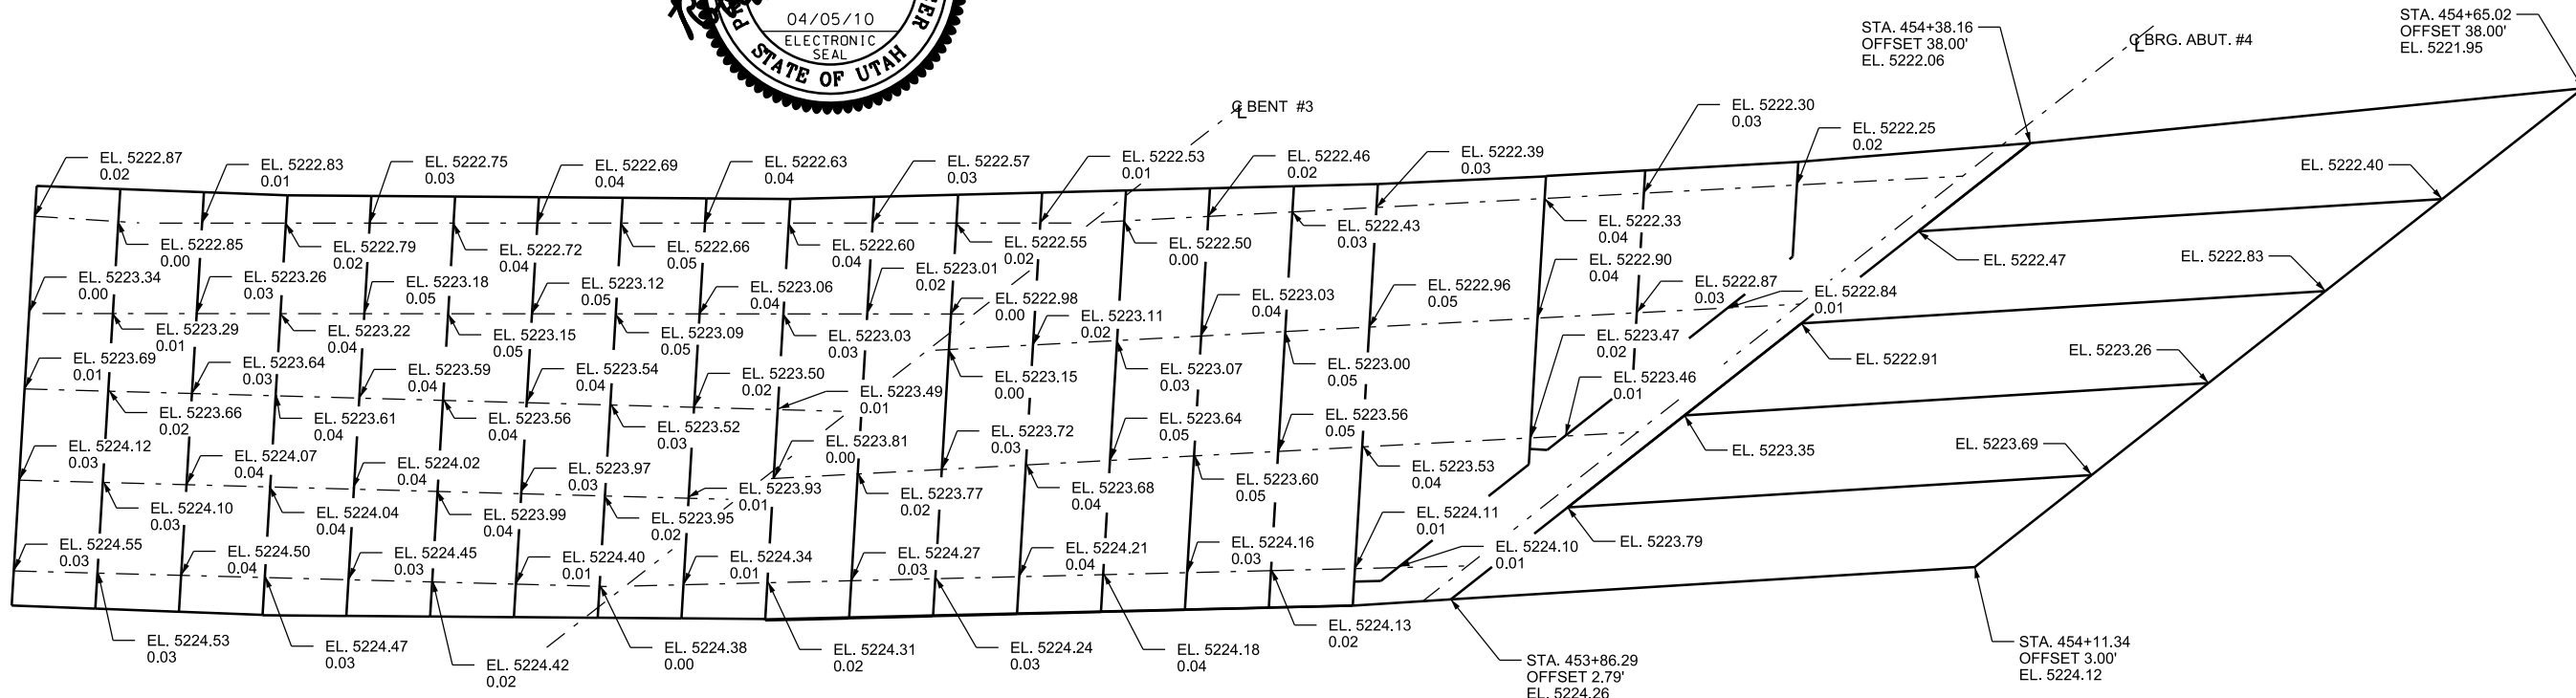 04/05/10
ELECTRONIC
SEAL
STATE OF UTAH
STA. 454+38.16
OFFSET 38.00'
EL. 5222.06
℄ BRG. ABUT. #4
STA. 454+65.02
OFFSET 38.00'
EL. 5221.95
℄ BENT #3
EL. 5222.30
0.03
EL. 5222.25
0.02
EL. 5222.87
0.02
EL. 5222.83
0.01
EL. 5222.75
0.03
EL. 5222.69
0.04
EL. 5222.63
0.04
EL. 5222.57
0.03
EL. 5222.53
0.01
EL. 5222.46
0.02
EL. 5222.39
0.03
EL. 5222.40
EL. 5222.85
0.00
EL. 5222.79
0.02
EL. 5222.72
0.04
EL. 5222.66
0.05
EL. 5222.60
0.04
EL. 5222.55
0.02
EL. 5222.50
0.00
EL. 5222.43
0.03
EL. 5222.33
0.04
EL. 5222.47
EL. 5222.83
EL. 5223.34
0.00
EL. 5223.26
0.03
EL. 5223.18
0.05
EL. 5223.12
0.05
EL. 5223.06
0.04
EL. 5223.01
0.02
EL. 5222.98
0.00
EL. 5223.03
0.04
EL. 5222.96
0.05
EL. 5222.90
0.04
EL. 5222.87
0.03
EL. 5222.84
0.01
EL. 5223.29
0.01
EL. 5223.22
0.04
EL. 5223.15
0.05
EL. 5223.09
0.05
EL. 5223.03
0.03
EL. 5223.11
0.02
EL. 5223.47
0.02
EL. 5222.91
EL. 5223.26
EL. 5223.69
0.01
EL. 5223.64
0.03
EL. 5223.59
0.04
EL. 5223.54
0.04
EL. 5223.50
0.02
EL. 5223.49
0.01
EL. 5223.15
0.00
EL. 5223.07
0.03
EL. 5223.00
0.05
EL. 5223.46
0.01
EL. 5223.66
0.02
EL. 5223.61
0.04
EL. 5223.56
0.04
EL. 5223.52
0.03
EL. 5223.81
0.00
EL. 5223.72
0.03
EL. 5223.64
0.05
EL. 5223.56
0.05
EL. 5223.35
EL. 5223.69
EL. 5224.12
0.03
EL. 5224.07
0.04
EL. 5224.02
0.04
EL. 5223.97
0.03
EL. 5223.93
0.01
EL. 5223.77
0.02
EL. 5223.68
0.04
EL. 5223.60
0.05
EL. 5223.53
0.04
EL. 5224.10
0.03
EL. 5224.04
0.04
EL. 5223.99
0.04
EL. 5223.95
0.02
EL. 5224.11
0.01
EL. 5223.79
EL. 5224.55
0.03
EL. 5224.50
0.04
EL. 5224.45
0.03
EL. 5224.40
0.01
EL. 5224.34
0.01
EL. 5224.27
0.03
EL. 5224.21
0.04
EL. 5224.16
0.03
EL. 5224.10
0.01
EL. 5224.53
0.03
EL. 5224.47
0.03
EL. 5224.42
0.02
EL. 5224.38
0.00
EL. 5224.31
0.02
EL. 5224.24
0.03
EL. 5224.18
0.04
EL. 5224.13
0.02
STA. 453+86.29
OFFSET 2.79'
EL. 5224.26
STA. 454+11.34
OFFSET 3.00'
EL. 5224.12